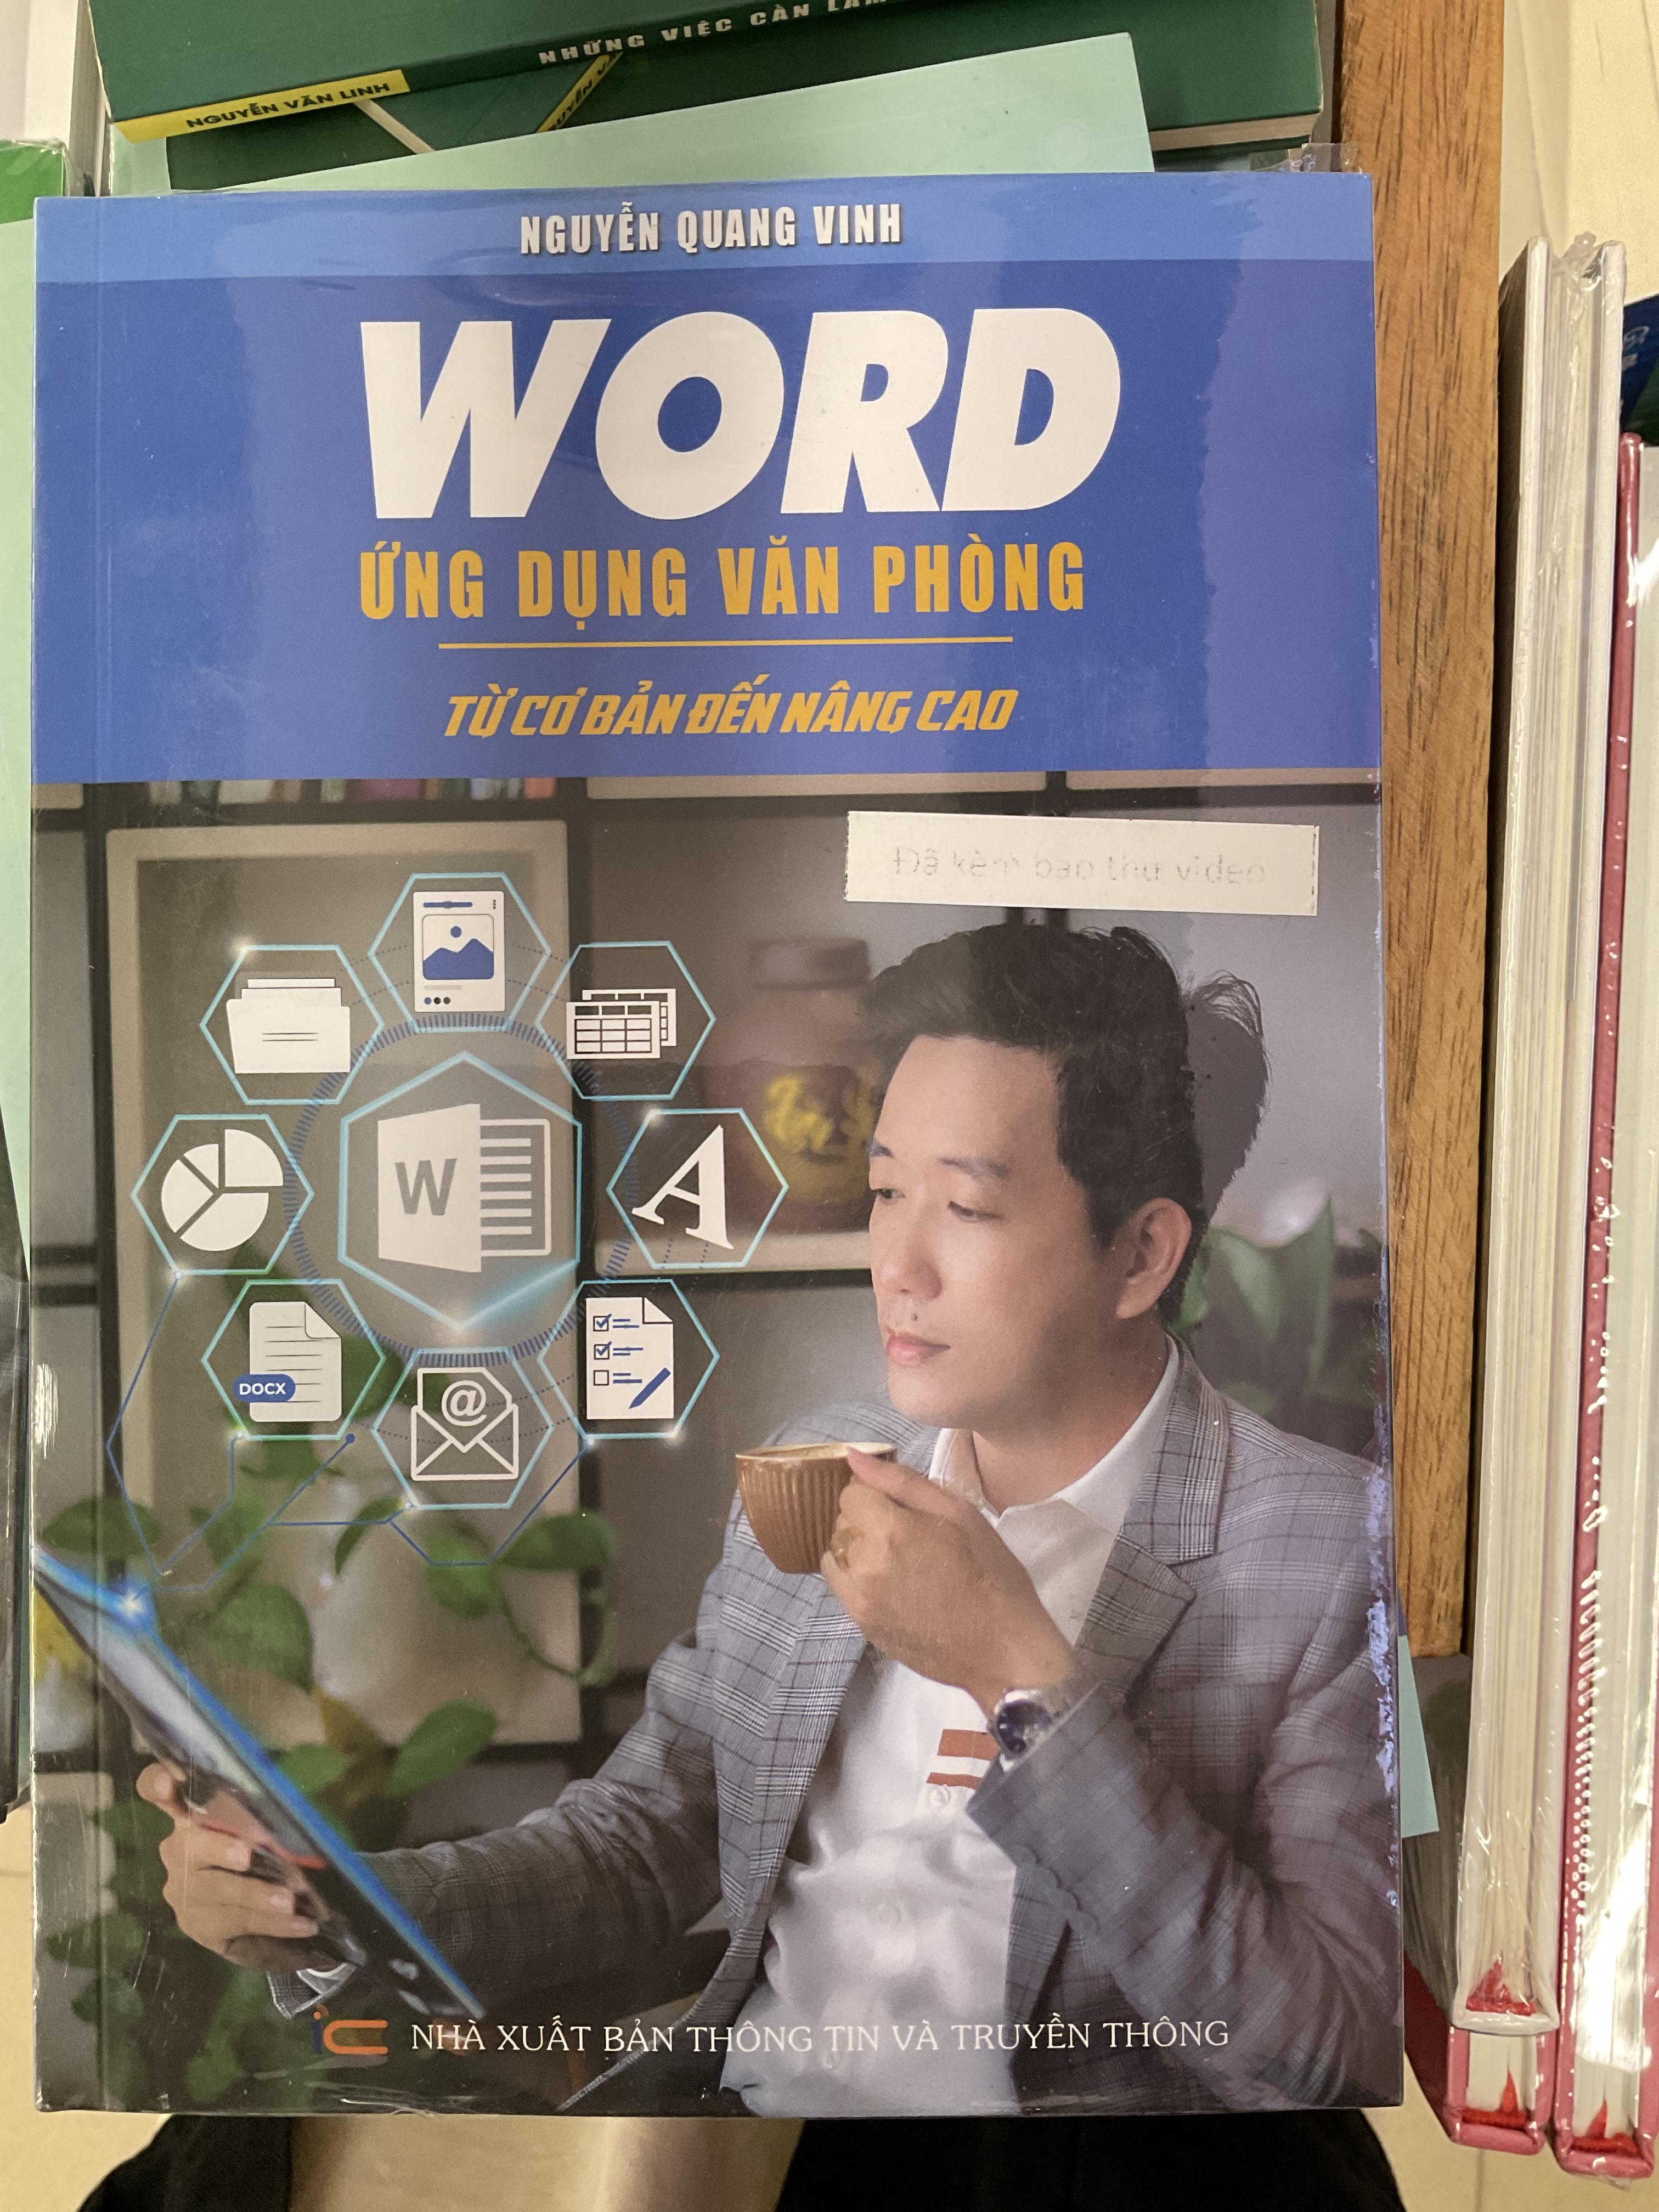 NHỮNG VIỆC CẦN LÀM
NGUYỄN VĂN LINH
NGUYỄN QUANG VINH
WORD
ỨNG DỤNG VĂN PHÒNG
TỪ CƠ BẢN ĐẾN NÂNG CAO
Đã kèm bao thư video
W
A
DOCX
@
NHÀ XUẤT BẢN THÔNG TIN VÀ TRUYỀN THÔNG